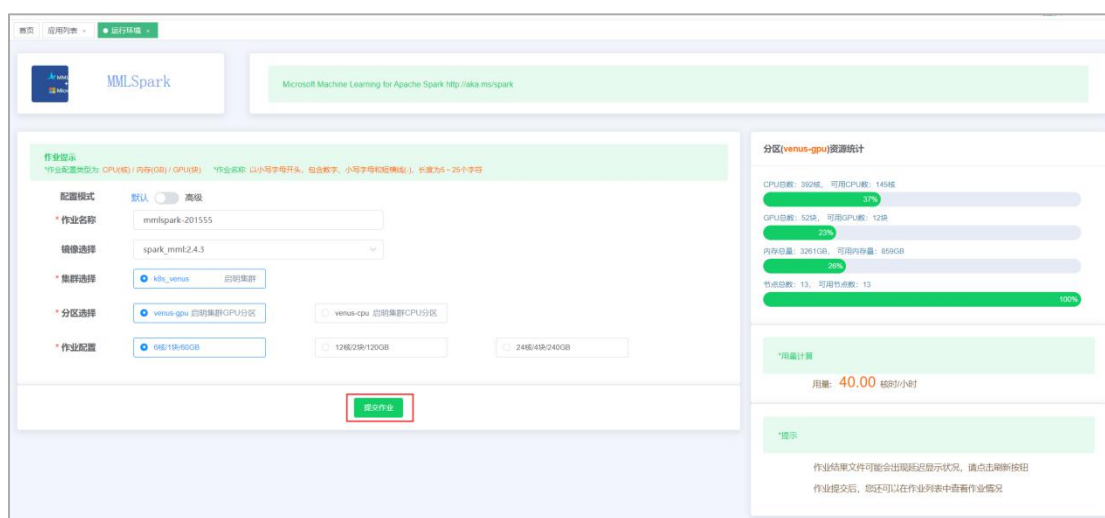 首页 应用列表 × 运行环境 ×
MMLSpark
Microsoft Machine Learning for Apache Spark http://aka.ms/spark
作业提示
*作业配置类型为: CPU(核) / 内存(GB) / GPU(块) *作业名称: 以小写字母开头，包含数字、小写字母和短横线(-)，长度为5 ~ 25个字符
配置模式 默认 高级
* 作业名称 mmlspark-201555
镜像选择 spark_mml:2.4.3
* 集群选择 k8s_venus 启明集群
* 分区选择 venus-gpu 启明集群GPU分区 venus-cpu 启明集群CPU分区
* 作业配置 6核/1块/60GB 12核/2块/120GB 24核/4块/240GB
提交作业
分区(venus-gpu)资源统计
CPU总数：392核， 可用CPU数：145核
37%
GPU总数：52块， 可用GPU数：12块
23%
内存总量：3261GB， 可用内存量：859GB
26%
节点总数：13， 可用节点数：13
100%
*用量计算
用量: 40.00 核时/小时
*提示
作业结果文件可能会出现延迟显示状况，请点击刷新按钮
作业提交后，您还可以在作业列表中查看作业情况